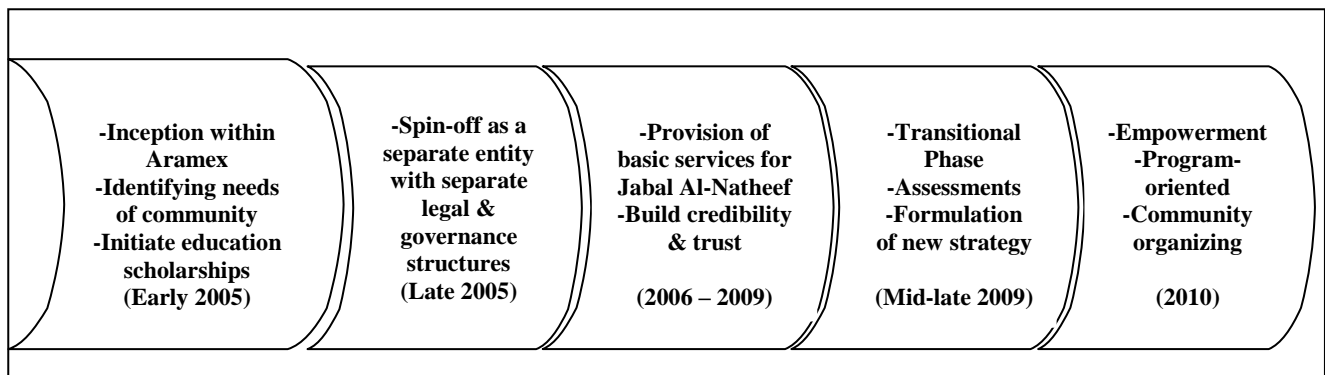 -Inception within
Aramex
-Identifying needs
of community
-Initiate education
scholarships
(Early 2005)
-Spin-off as a
separate entity
with separate
legal &
governance
structures
(Late 2005)
-Provision of
basic services for
Jabal Al-Natheef
-Build credibility
& trust
(2006 – 2009)
-Transitional
Phase
-Assessments
-Formulation
of new strategy
(Mid-late 2009)
-Empowerment
-Program-
oriented
-Community
organizing
(2010)